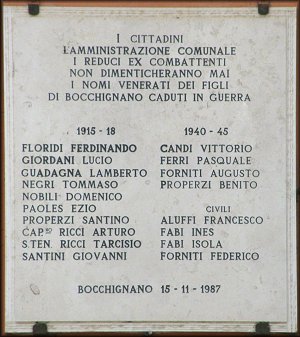 I CITTADINI
L'AMMINISTRAZIONE COMUNALE
I REDUCI EX COMBATTENTI
NON DIMENTICHERANNO MAI
I NOMI VENERATI DEI FIGLI
DI BOCCHIGNANO CADUTI IN GUERRA
1915-18
FLORIDI FERDINANDO
GIORDANI LUCIO
GUADAGNA LAMBERTO
NEGRI TOMMASO
NOBILI DOMENICO
PAOLES EZIO
PROPERZI SANTINO
CAP. RICCI ARTURO
S.TEN. RICCI TARCISIO
SANTINI GIOVANNI
1940-45
CANDI VITTORIO
FERRI PASQUALE
FORNITI AUGUSTO
PROPERZI BENITO
CIVILI
ALUFFI FRANCESCO
FABI INES
FABI ISOLA
FORNITI FEDERICO
BOCCHIGNANO 15-11-1987